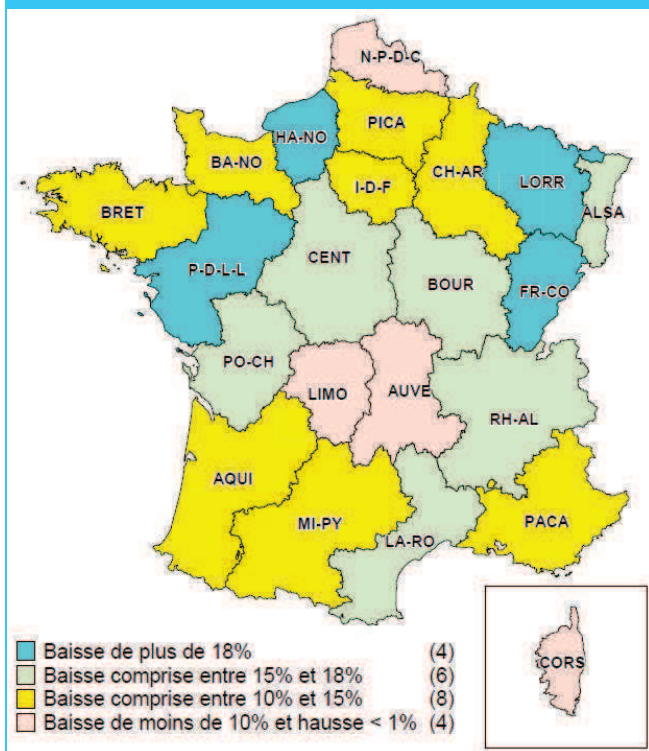 N-P-D-C
PICA
HA-NO
BA-NO
I-D-F
CH-AR
LORR
ALSA
BRET
P-D-L-L
CENT
BOUR
FR-CO
PO-CH
LIMO
AUVE
RH-AL
AQUI
MI-PY
LA-RO
PACA
CORS
Baisse de plus de 18% (4)
Baisse comprise entre 15% et 18% (6)
Baisse comprise entre 10% et 15% (8)
Baisse de moins de 10% et hausse < 1% (4)